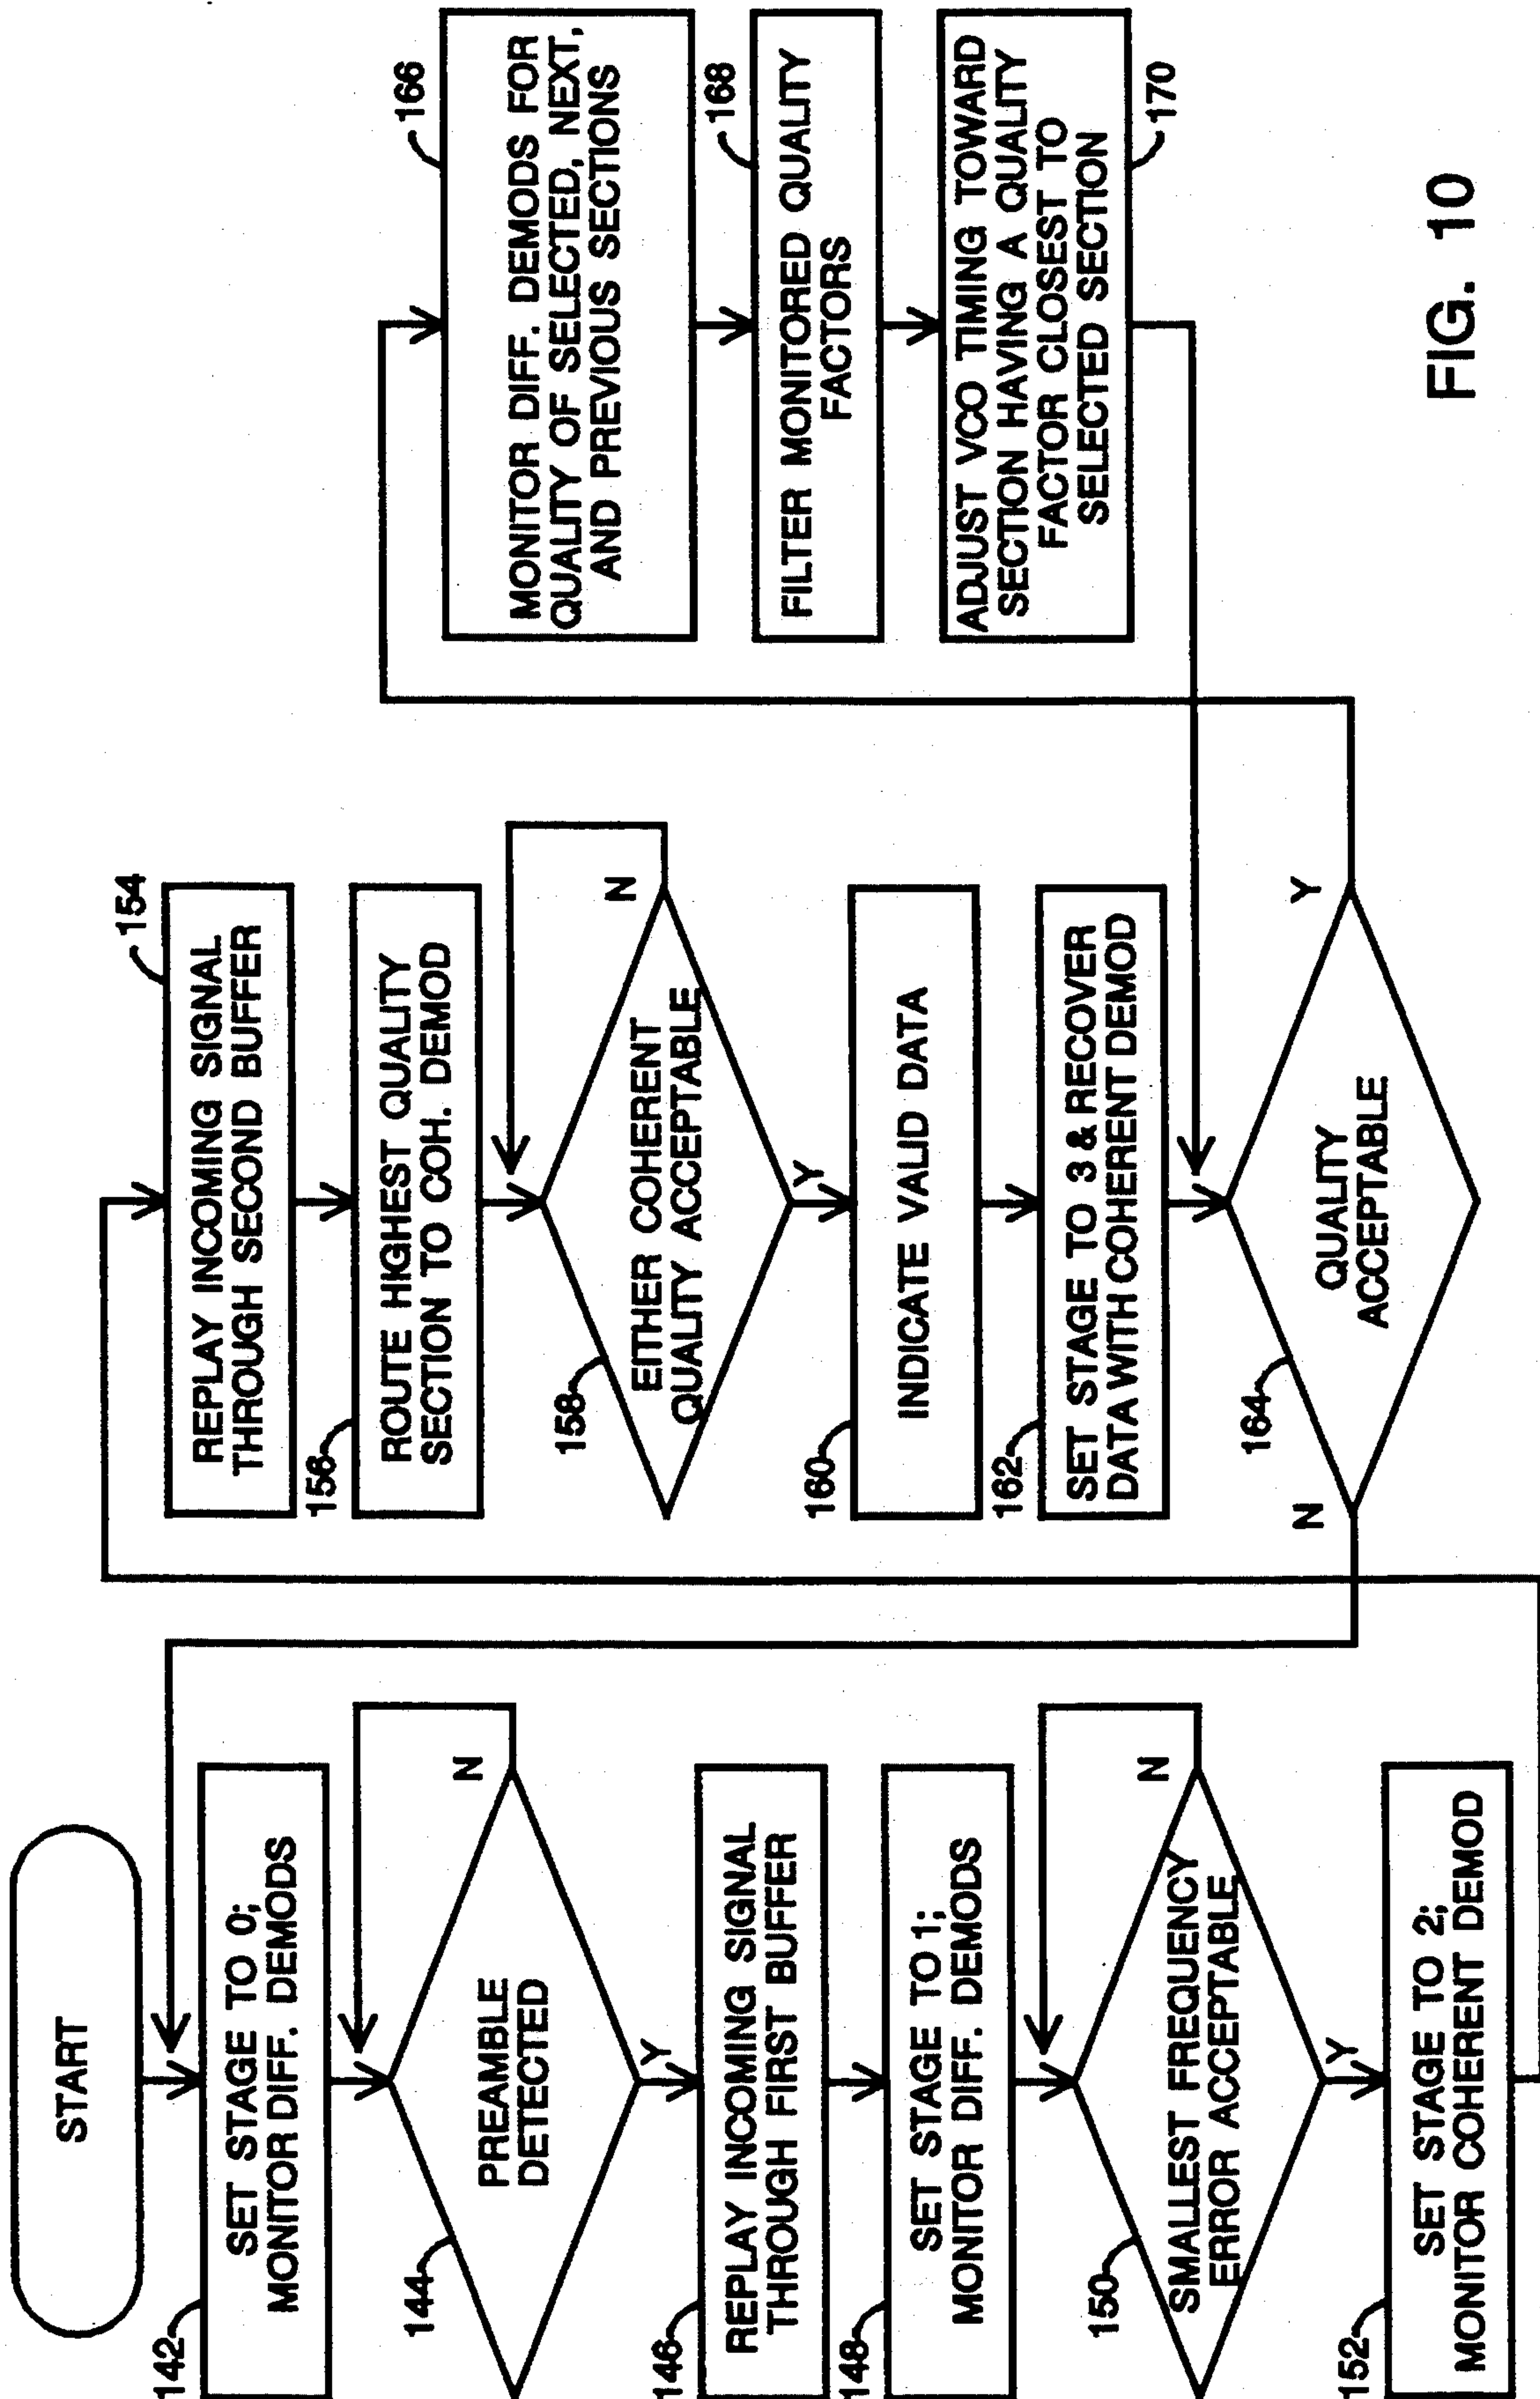 START
142
SET STAGE TO 0;
MONITOR DIFF. DEMODS
144
PREAMBLE
DETECTED
N
Y
146
REPLAY INCOMING SIGNAL
THROUGH FIRST BUFFER
148
SET STAGE TO 1;
MONITOR DIFF. DEMODS
150
SMALLEST FREQUENCY
ERROR ACCEPTABLE
N
Y
152
SET STAGE TO 2;
MONITOR COHERENT DEMOD
154
REPLAY INCOMING SIGNAL
THROUGH SECOND BUFFER
156
ROUTE HIGHEST QUALITY
SECTION TO COH. DEMOD
158
EITHER COHERENT
QUALITY ACCEPTABLE
N
Y
160
INDICATE VALID DATA
162
SET STAGE TO 3 & RECOVER
DATA WITH COHERENT DEMOD
164
QUALITY
ACCEPTABLE
N
Y
166
MONITOR DIFF. DEMODS FOR
QUALITY OF SELECTED, NEXT,
AND PREVIOUS SECTIONS
168
FILTER MONITORED QUALITY
FACTORS
ADJUST VCO TIMING TOWARD
SECTION HAVING A QUALITY
FACTOR CLOSEST TO
SELECTED SECTION
170
FIG. 10